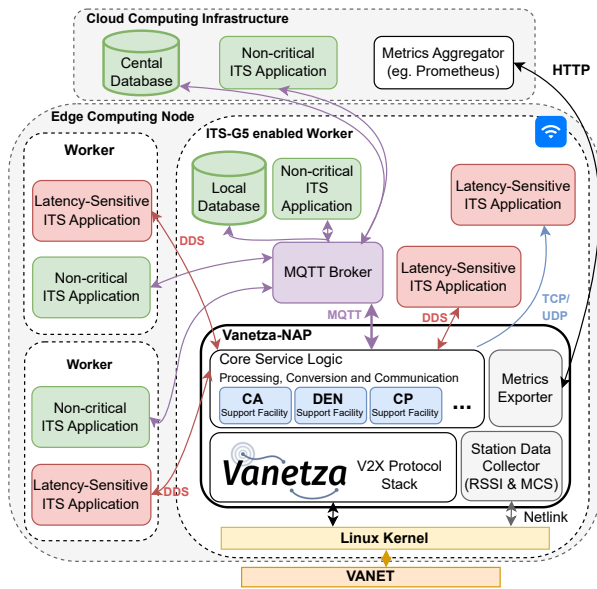 Cloud Computing Infrastructure
Cental
Database
Non-critical
ITS Application
Metrics Aggregator
(eg. Prometheus)
HTTP
Edge Computing Node
ITS-G5 enabled Worker
Worker
Latency-Sensitive
ITS Application
DDS
Non-critical
ITS Application
Local
Database
Non-critical
ITS
Application
Latency-Sensitive
ITS Application
MQTT Broker
Latency-Sensitive
ITS Application
MQTT
DDS
TCP/
UDP
Worker
Non-critical
ITS Application
Latency-Sensitive
ITS Application
DDS
Vanetza-NAP
Core Service Logic
Processing, Conversion and Communication
CA
Support Facility
DEN
Support Facility
CP
Support Facility
...
Metrics
Exporter
Vanetza
V2X Protocol
Stack
Station Data
Collector
(RSSI & MCS)
Netlink
Linux Kernel
VANET